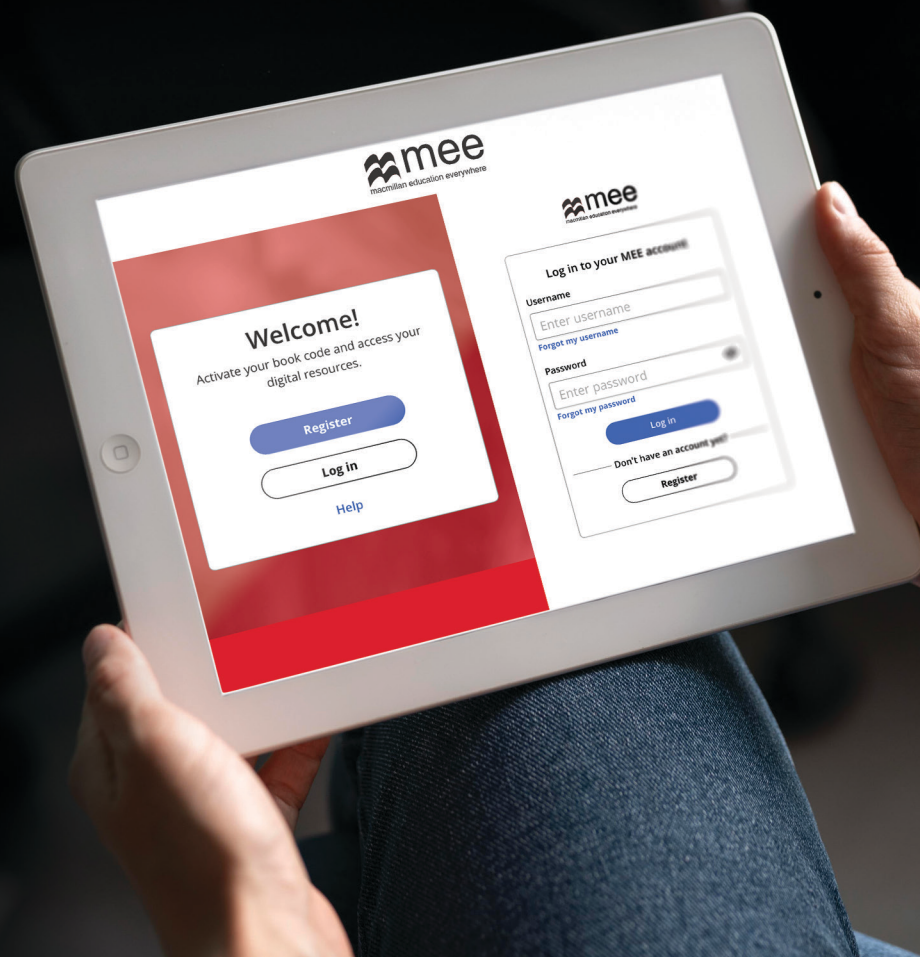 mee
macmillan education everywhere
Welcome!
Activate your book code and access your
digital resources.
Register
Log in
Help
mee
macmillan education everywhere
Log in to your MEE account
Username
Enter username
Forgot my username
Password
Enter password
Forgot my password
Log in
Don't have an account yet?
Register